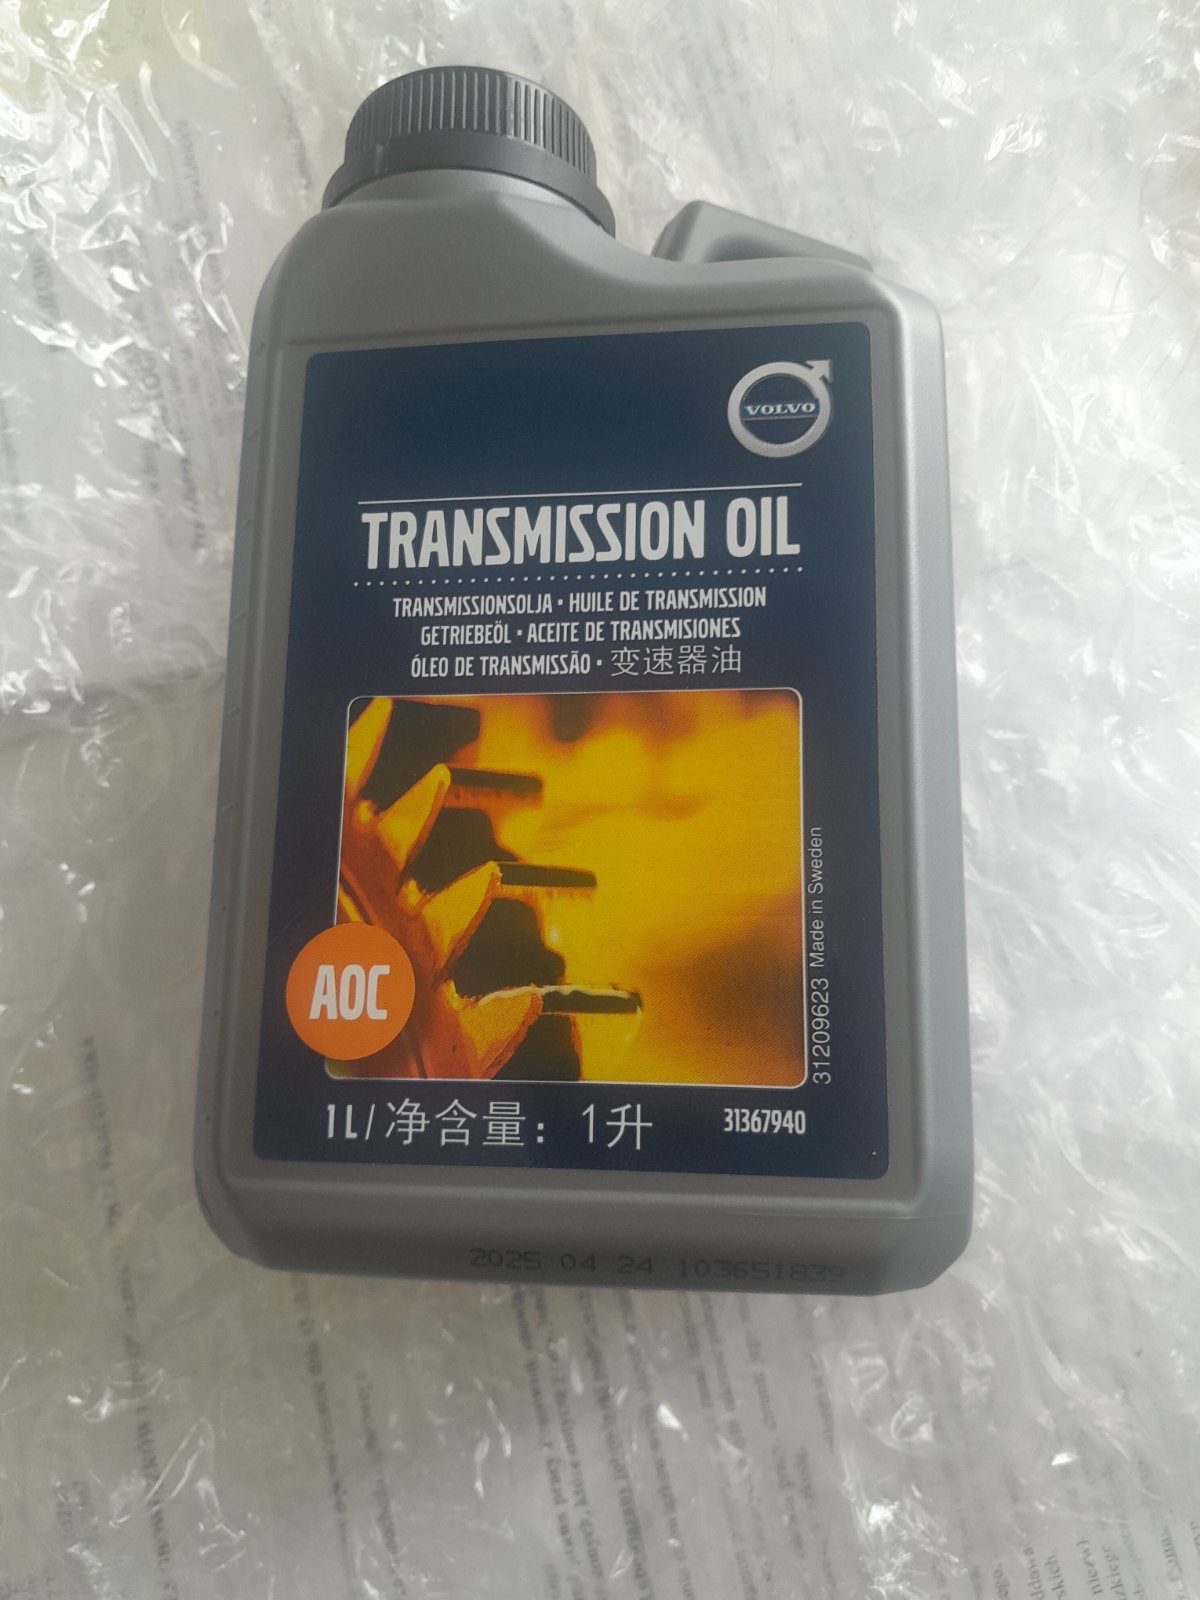 VOLVO
TRANSMISSION OIL
TRANSMISSIONSOLJA · HUILE DE TRANSMISSION
GETRIEBEÖL · ACEITE DE TRANSMISIONES
ÓLEO DE TRANSMISSÃO · 变速器油
AOC
31209623 Made in Sweden
1L/净含量：1升
31367940
2025 04 24 103651839